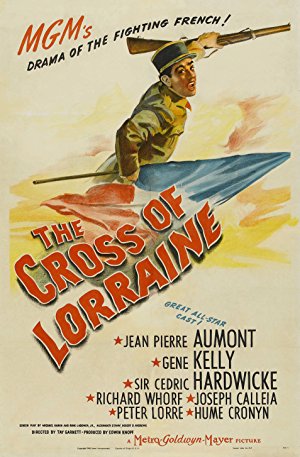 MGM's
DRAMA OF THE FIGHTING FRENCH!
THE
CROSS OF
LORRAINE
GREAT ALL-STAR
CAST!
★JEAN PIERRE AUMONT
★GENE KELLY
★SIR CEDRIC HARDWICKE
★RICHARD WHORF ★JOSEPH CALLEIA
★PETER LORRE ★HUME CRONYN
DIRECTED BY TAY GARNETT • PRODUCED BY EDWIN KNOPF
A Metro-Goldwyn-Mayer PICTURE